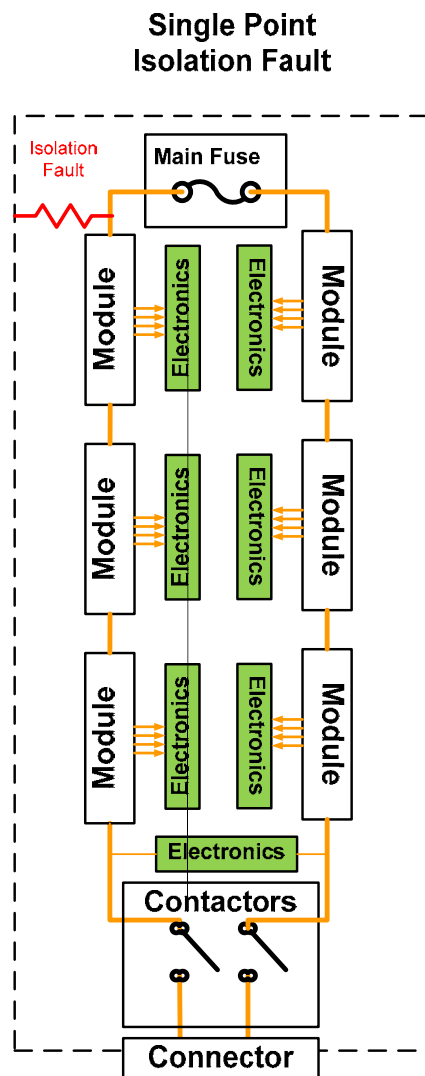 Single Point
Isolation Fault
Isolation
Fault
Main Fuse
Module
Electronics
Electronics
Module
Module
Electronics
Electronics
Module
Module
Electronics
Electronics
Module
Electronics
Contactors
Connector